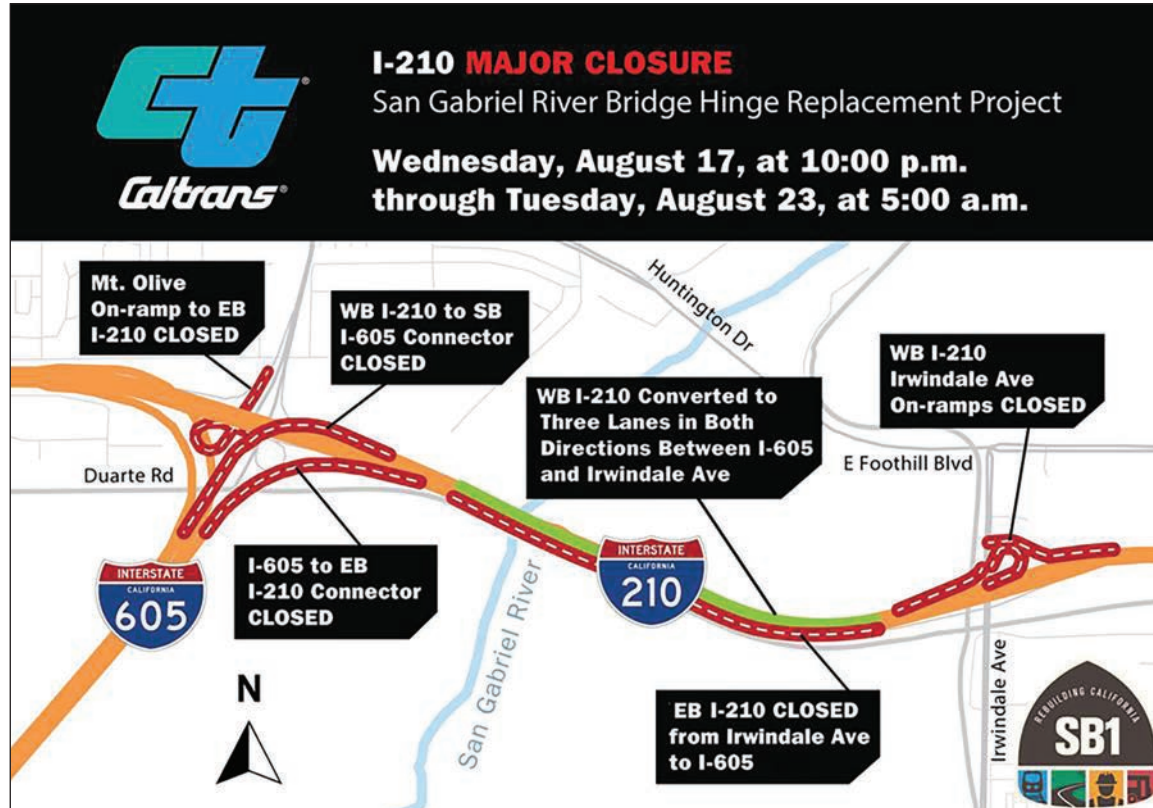 I-210 MAJOR CLOSURE
San Gabriel River Bridge Hinge Replacement Project
Wednesday, August 17, at 10:00 p.m.
through Tuesday, August 23, at 5:00 a.m.
Caltrans®
Mt. Olive
On-ramp to EB
I-210 CLOSED
WB I-210 to SB
I-605 Connector
CLOSED
Huntington Dr
WB I-210 Converted to
Three Lanes in Both
Directions Between I-605
and Irwindale Ave
WB I-210
Irwindale Ave
On-ramps CLOSED
Duarte Rd
E Foothill Blvd
I-605 to EB
I-210 Connector
CLOSED
INTERSTATE
CALIFORNIA
605
INTERSTATE
CALIFORNIA
210
San Gabriel River
N
EB I-210 CLOSED
from Irwindale Ave
to I-605
Irwindale Ave
REBUILDING CALIFORNIA
SB1